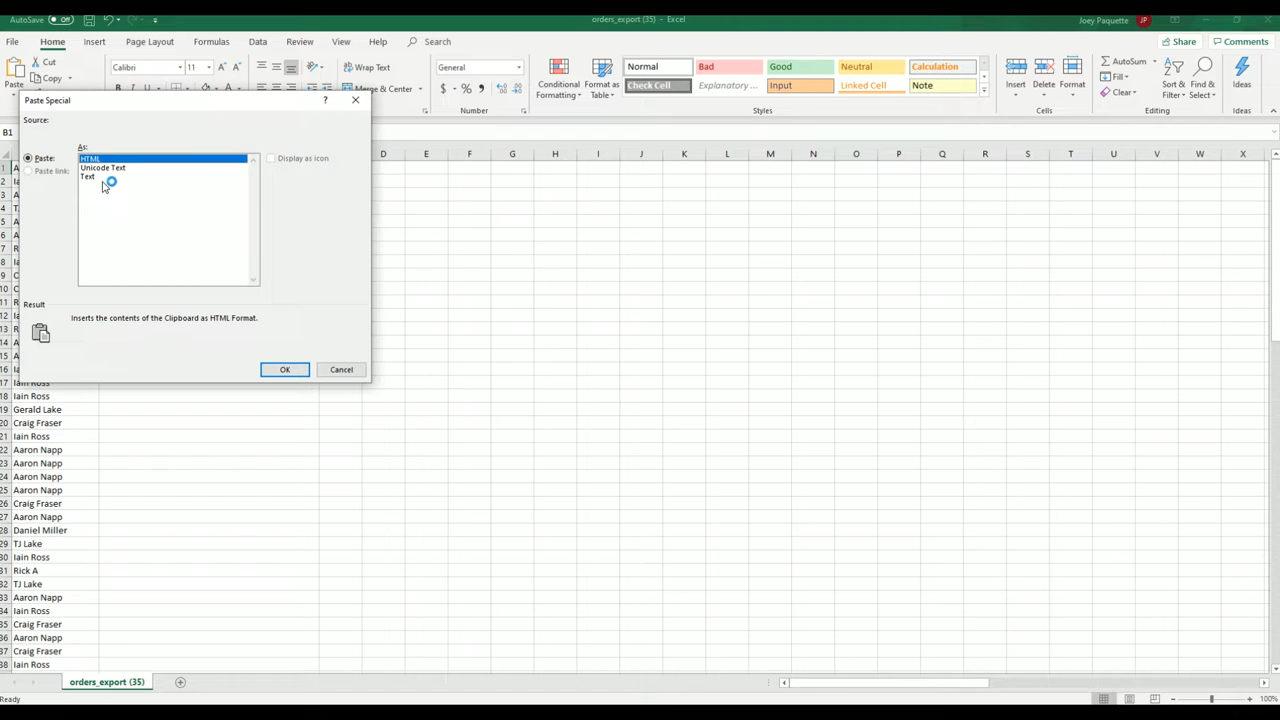 AutoSave Off
orders_export (35) - Excel
Joey Paquette JP
File Home Insert Page Layout Formulas Data Review View Help Search
Share Comments
Cut
Copy
Paste
Calibri 11
B I U
Wrap Text
Merge & Center
General
$ % ,
Number
Conditional Formatting
Format as Table
Normal Bad Good Neutral Calculation
Check Cell Explanatory ... Input Linked Cell Note
Styles
Insert Delete Format
Cells
AutoSum
Fill
Clear
Sort & Filter
Find & Select
Editing
Ideas
Ideas
B1
Paste Special
? ×
Source:
As:
Paste:
Paste link:
HTML
Unicode Text
Text
Display as icon
Result
Inserts the contents of the Clipboard as HTML Format.
OK Cancel
D E F G H I J K L M N O P Q R S T U V W X
17 Iain Ross
18 Iain Ross
19 Gerald Lake
20 Craig Fraser
21 Iain Ross
22 Aaron Napp
23 Aaron Napp
24 Aaron Napp
25 Aaron Napp
26 Craig Fraser
27 Aaron Napp
28 Daniel Miller
29 TJ Lake
30 Iain Ross
31 Rick A
32 TJ Lake
33 Aaron Napp
34 Iain Ross
35 Craig Fraser
36 Aaron Napp
37 Craig Fraser
38 Iain Ross
orders_export (35)
Ready
100%